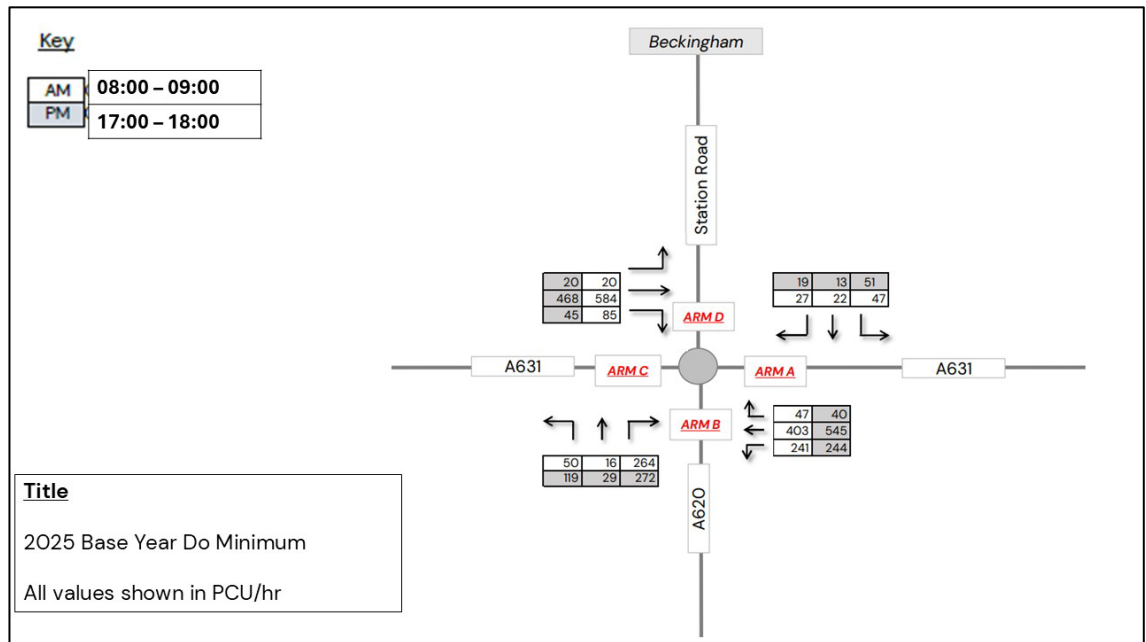 Key
AM 08:00 – 09:00
PM 17:00 – 18:00
Beckingham
Station Road
20 20
468 584
45 85
19 13 51
27 22 47
ARM D
A631
ARM C
ARM A
A631
ARM B
47 40
403 545
241 244
50 16 264
119 29 272
A620
Title
2025 Base Year Do Minimum
All values shown in PCU/hr